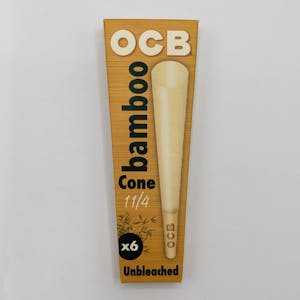 OCB
bamboo
Cone
1 1/4
OCB
x6
Unbleached